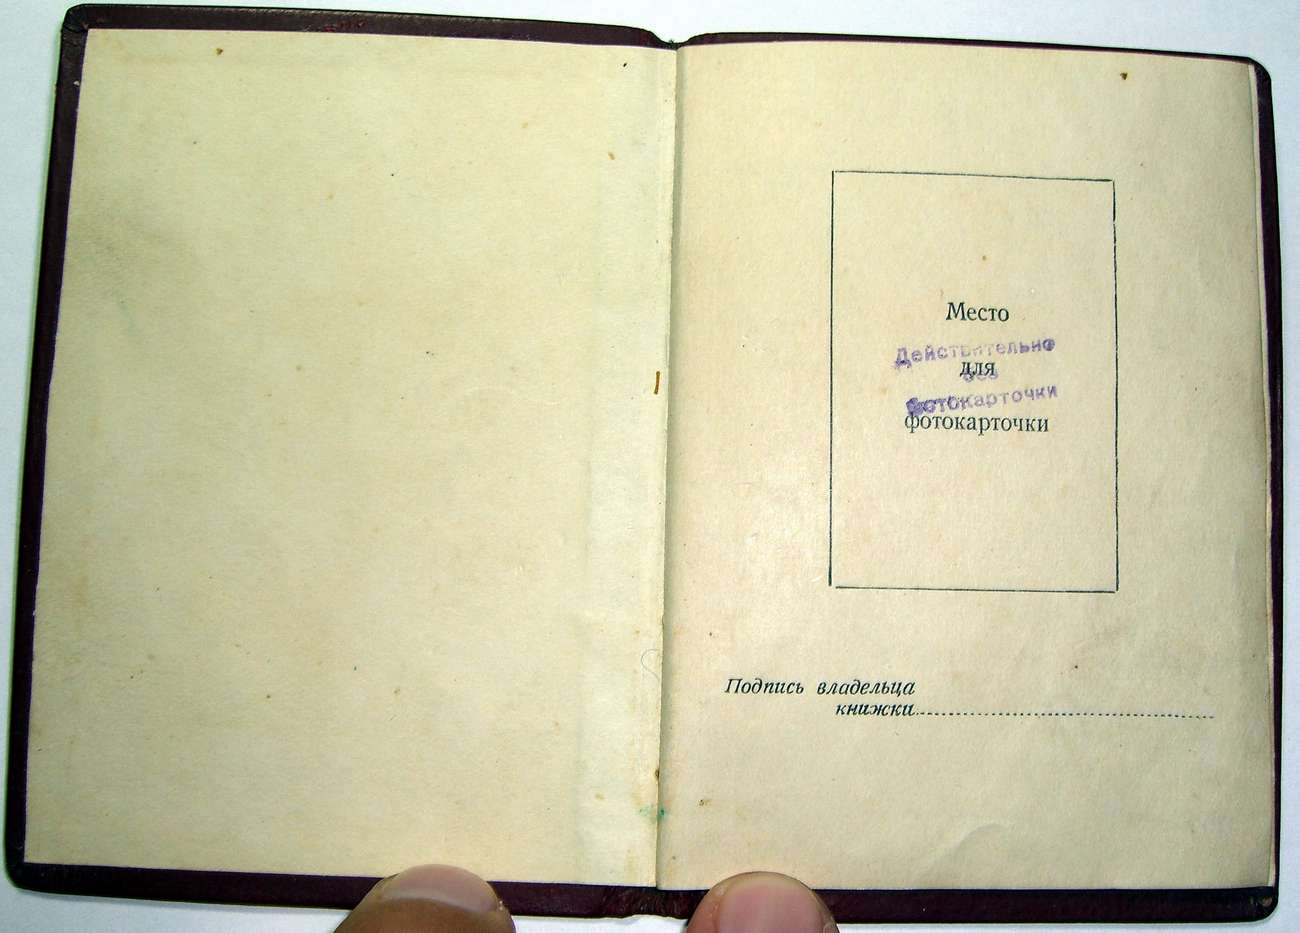 Место
Действительно
для
без
фотокарточки
фотокарточки
Подпись владельца
книжки